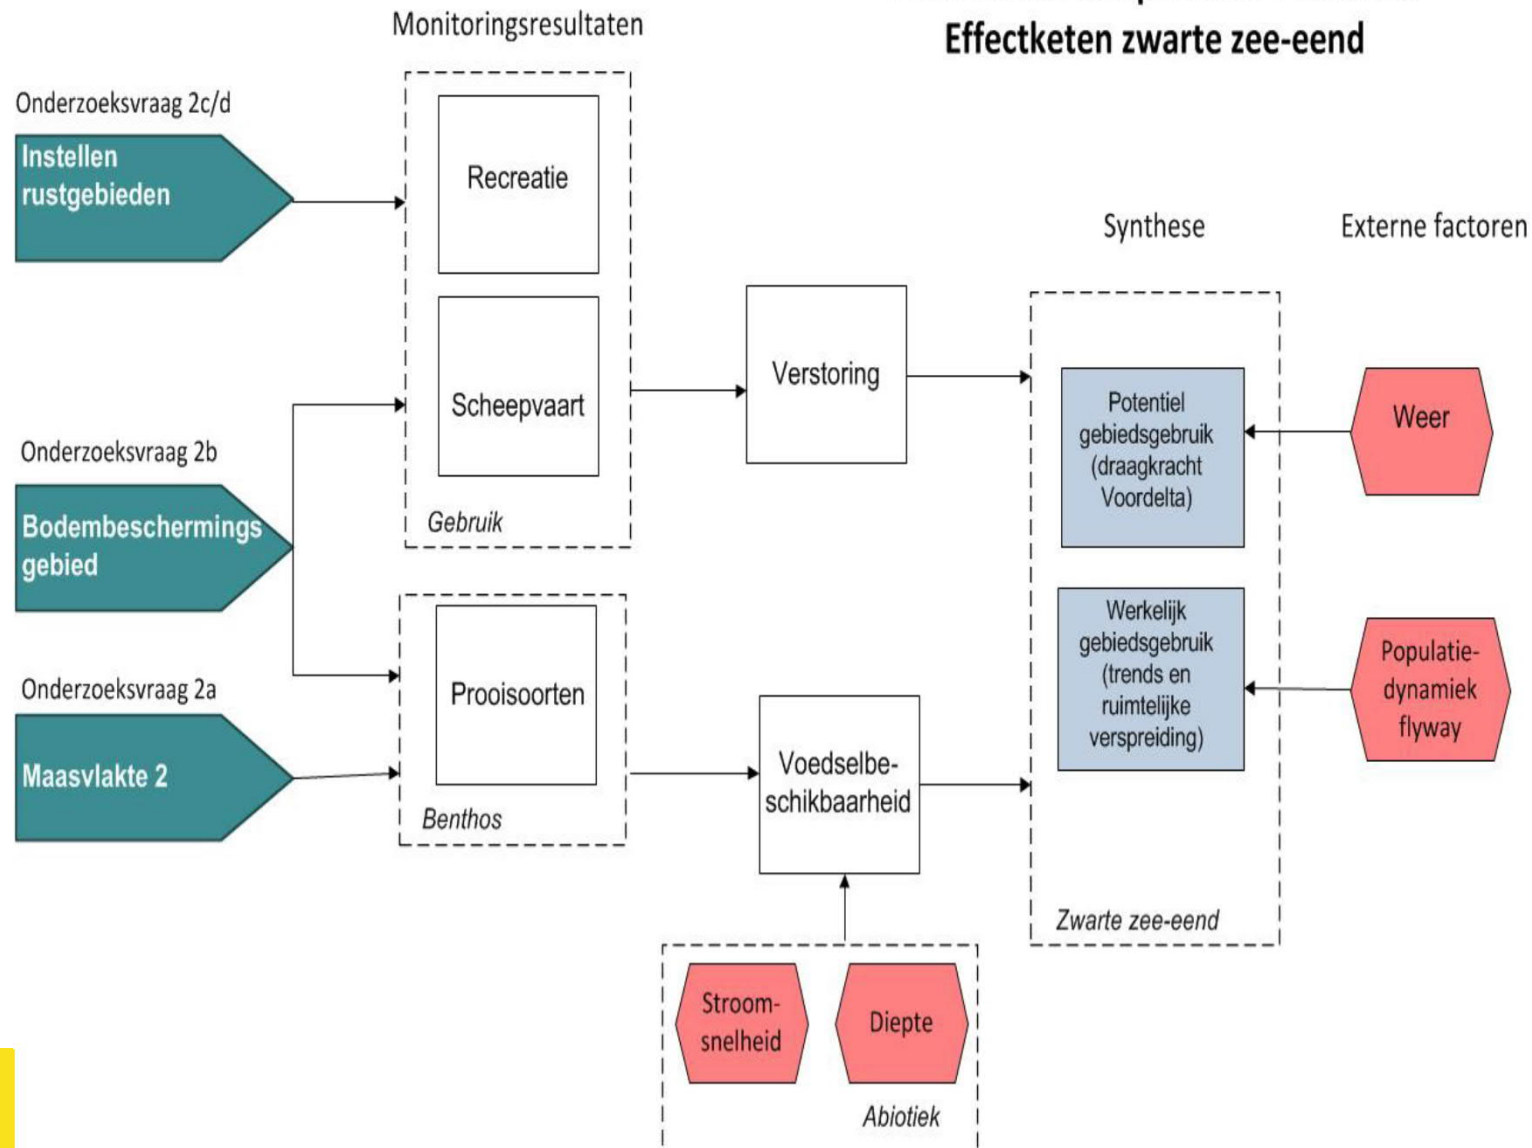 Effectketen zwarte zee-eend
Monitoringsresultaten
Onderzoeksvraag 2c/d
Instellen
rustgebieden
Recreatie
Scheepvaart
Gebruik
Onderzoeksvraag 2b
Bodembeschermings
gebied
Onderzoeksvraag 2a
Maasvlakte 2
Prooisoorten
Benthos
Verstoring
Voedselbe-
schikbaarheid
Stroom-
snelheid
Diepte
Abiotiek
Synthese
Potentiel
gebiedsgebruik
(draagkracht
Voordelta)
Werkelijk
gebiedsgebruik
(trends en
ruimtelijke
verspreiding)
Zwarte zee-eend
Externe factoren
Weer
Populatie-
dynamiek
flyway